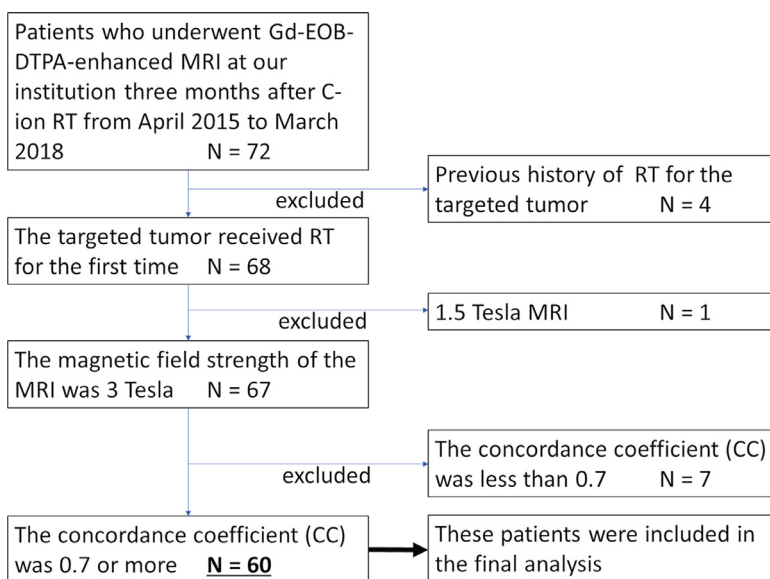 Patients who underwent Gd-EOB-
DTPA-enhanced MRI at our
institution three months after C-
ion RT from April 2015 to March
2018 N = 72
excluded
Previous history of RT for the
targeted tumor N = 4
The targeted tumor received RT
for the first time N = 68
excluded
1.5 Tesla MRI N = 1
The magnetic field strength of the
MRI was 3 Tesla N = 67
excluded
The concordance coefficient (CC)
was less than 0.7 N = 7
The concordance coefficient (CC)
was 0.7 or more N = 60
These patients were included in
the final analysis